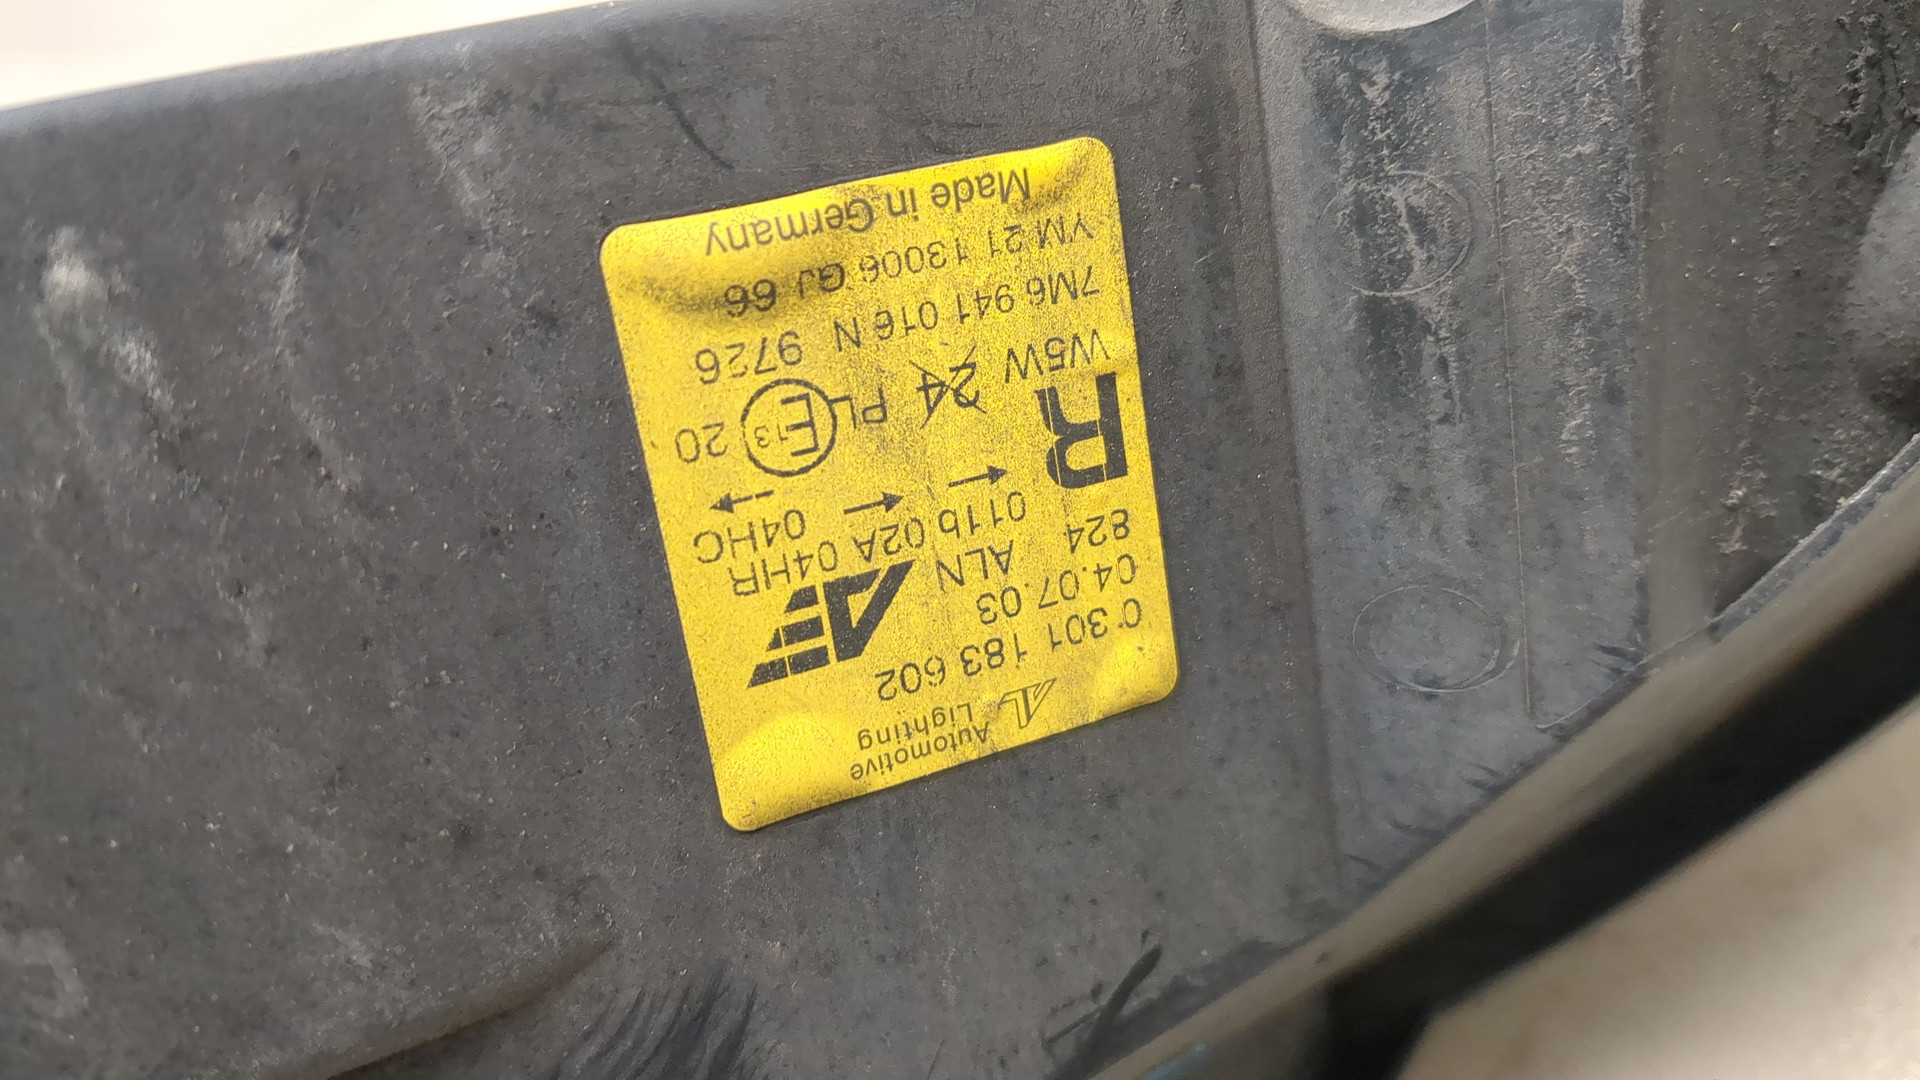 AL Automotive
Lighting
0 301 183 602
04.07.03
824 ALN
011b 02A 04HR
04HC
R
W5W 24 PL E13 20
7M6 941 016 N 9726
YM 21 13006 GJ 66
Made in Germany